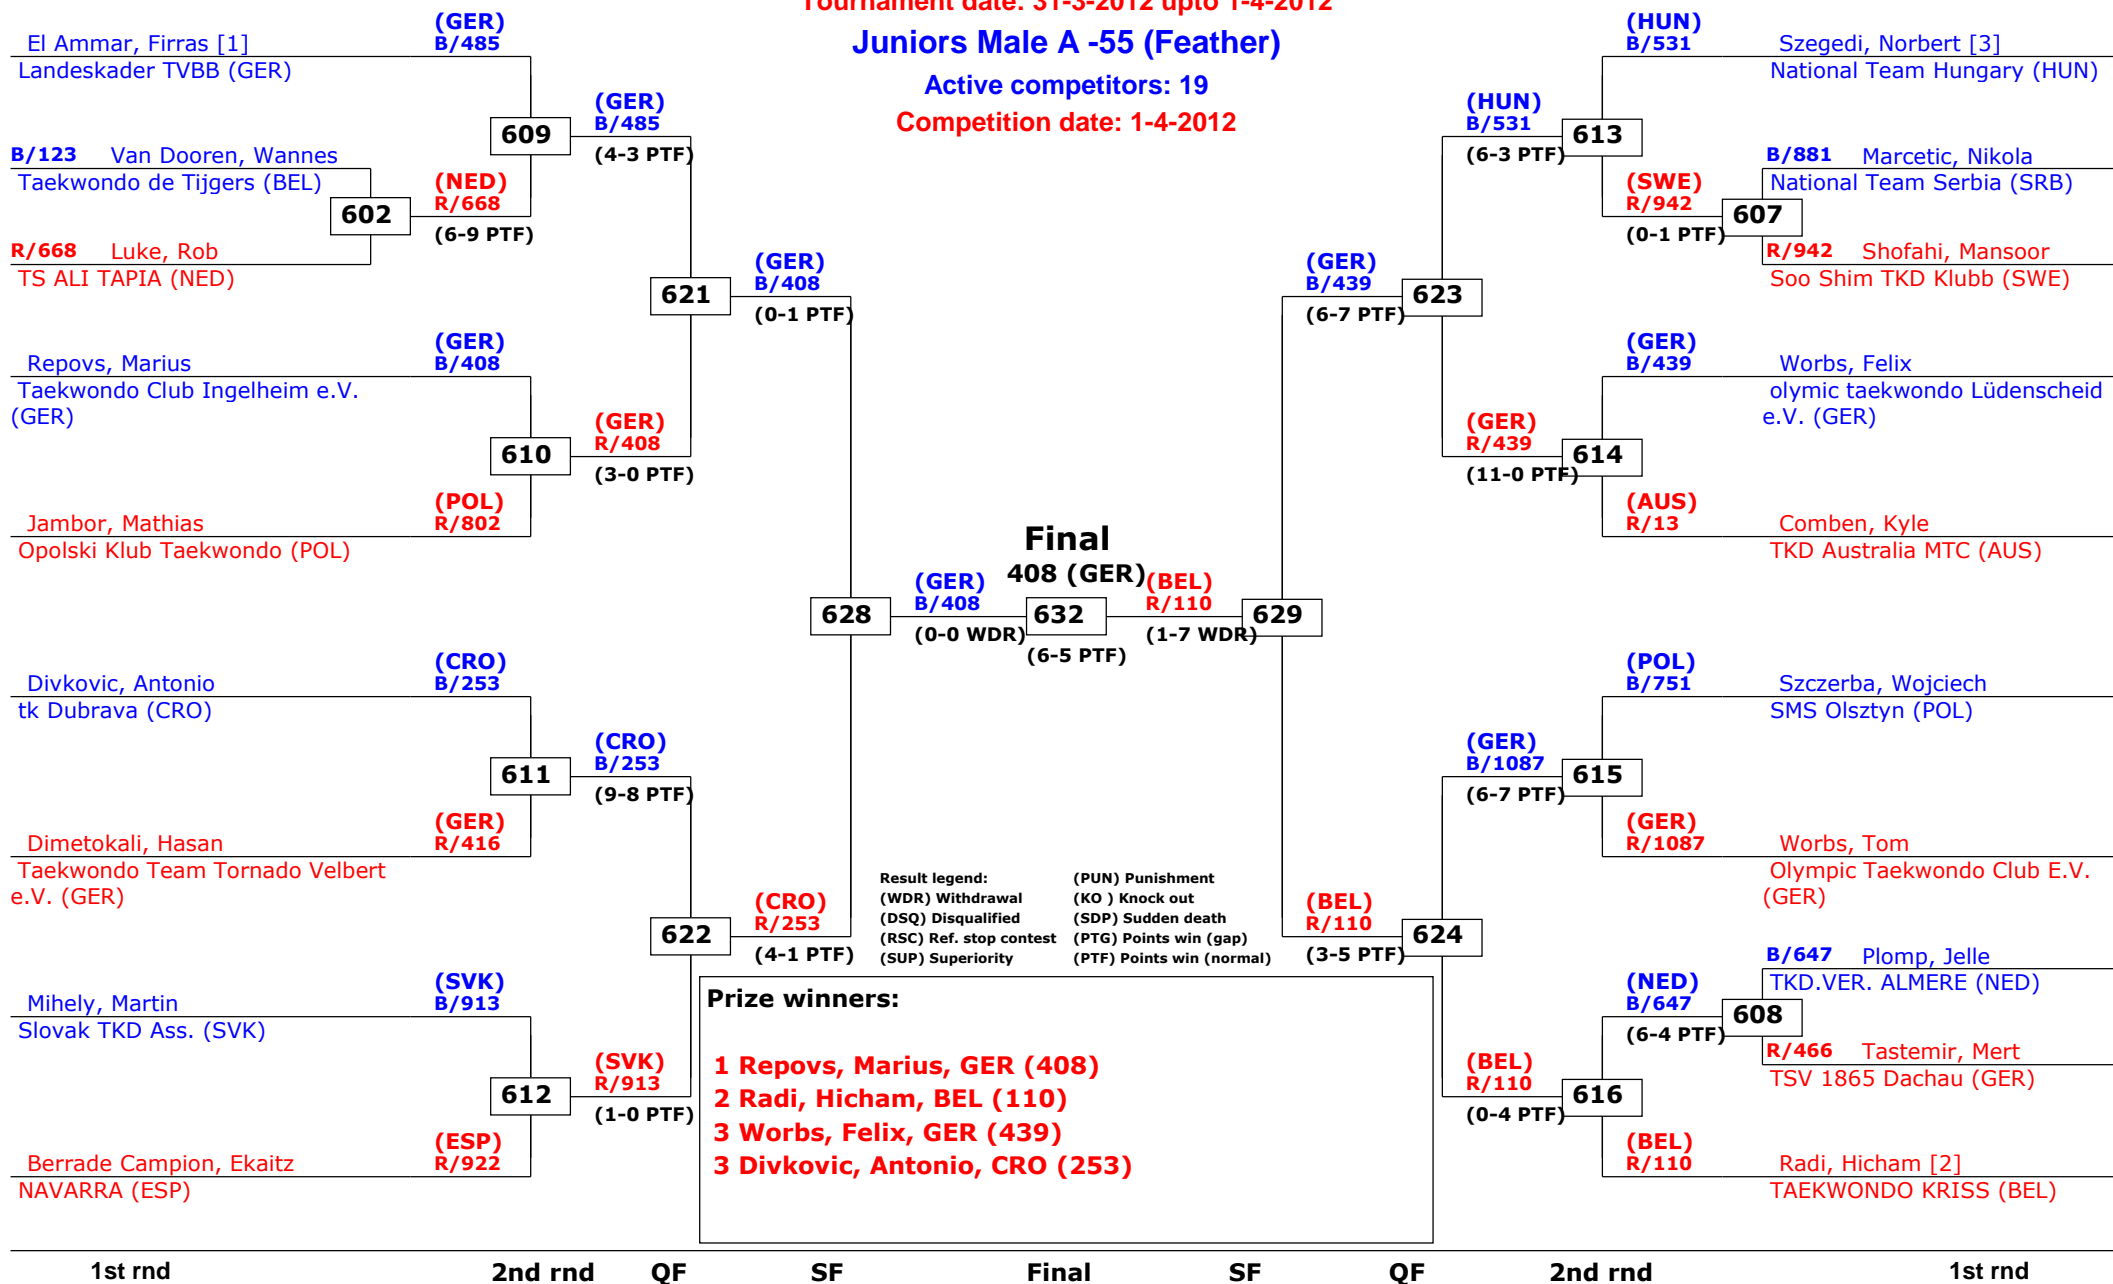 Tournament date: 31-3-2012 upto 1-4-2012
Juniors Male A -55 (Feather)
Active competitors: 19
Competition date: 1-4-2012
El Ammar, Firras [1]
Landeskader TVBB (GER)
(GER)
B/485
B/123 Van Dooren, Wannes
Taekwondo de Tijgers (BEL)
602
R/668 Luke, Rob
TS ALI TAPIA (NED)
(NED)
R/668
(6-9 PTF)
609
(GER)
B/485
(4-3 PTF)
Repovs, Marius
Taekwondo Club Ingelheim e.V.
(GER)
(GER)
B/408
610
Jambor, Mathias
Opolski Klub Taekwondo (POL)
(POL)
R/802
(GER)
R/408
(3-0 PTF)
621
(GER)
B/408
(0-1 PTF)
Divkovic, Antonio
tk Dubrava (CRO)
(CRO)
B/253
611
Dimetokali, Hasan
Taekwondo Team Tornado Velbert
e.V. (GER)
(GER)
R/416
(CRO)
B/253
(9-8 PTF)
Mihely, Martin
Slovak TKD Ass. (SVK)
(SVK)
B/913
612
Berrade Campion, Ekaitz
NAVARRA (ESP)
(ESP)
R/922
(SVK)
R/913
(1-0 PTF)
622
(CRO)
R/253
(4-1 PTF)
628
(GER)
B/408
(0-0 WDR)
Final
408 (GER)
632
(6-5 PTF)
(BEL)
R/110
(1-7 WDR)
629
(HUN)
B/531
Szegedi, Norbert [3]
National Team Hungary (HUN)
(HUN)
B/531
(6-3 PTF)
613
B/881 Marcetic, Nikola
National Team Serbia (SRB)
(SWE)
R/942
(0-1 PTF)
607
R/942 Shofahi, Mansoor
Soo Shim TKD Klubb (SWE)
(GER)
B/439
(6-7 PTF)
623
(GER)
B/439
Worbs, Felix
olymic taekwondo Lüdenscheid
e.V. (GER)
(GER)
R/439
(11-0 PTF)
614
(AUS)
R/13
Comben, Kyle
TKD Australia MTC (AUS)
(POL)
B/751
Szczerba, Wojciech
SMS Olsztyn (POL)
(GER)
B/1087
(6-7 PTF)
615
(GER)
R/1087
Worbs, Tom
Olympic Taekwondo Club E.V.
(GER)
(BEL)
R/110
(3-5 PTF)
624
B/647 Plomp, Jelle
TKD.VER. ALMERE (NED)
(NED)
B/647
(6-4 PTF)
608
R/466 Tastemir, Mert
TSV 1865 Dachau (GER)
(BEL)
R/110
(0-4 PTF)
616
(BEL)
R/110
Radi, Hicham [2]
TAEKWONDO KRISS (BEL)
Result legend: (PUN) Punishment
(WDR) Withdrawal (KO ) Knock out
(DSQ) Disqualified (SDP) Sudden death
(RSC) Ref. stop contest (PTG) Points win (gap)
(SUP) Superiority (PTF) Points win (normal)
Prize winners:
1 Repovs, Marius, GER (408)
2 Radi, Hicham, BEL (110)
3 Worbs, Felix, GER (439)
3 Divkovic, Antonio, CRO (253)
1st rnd 2nd rnd QF SF Final SF QF 2nd rnd 1st rnd